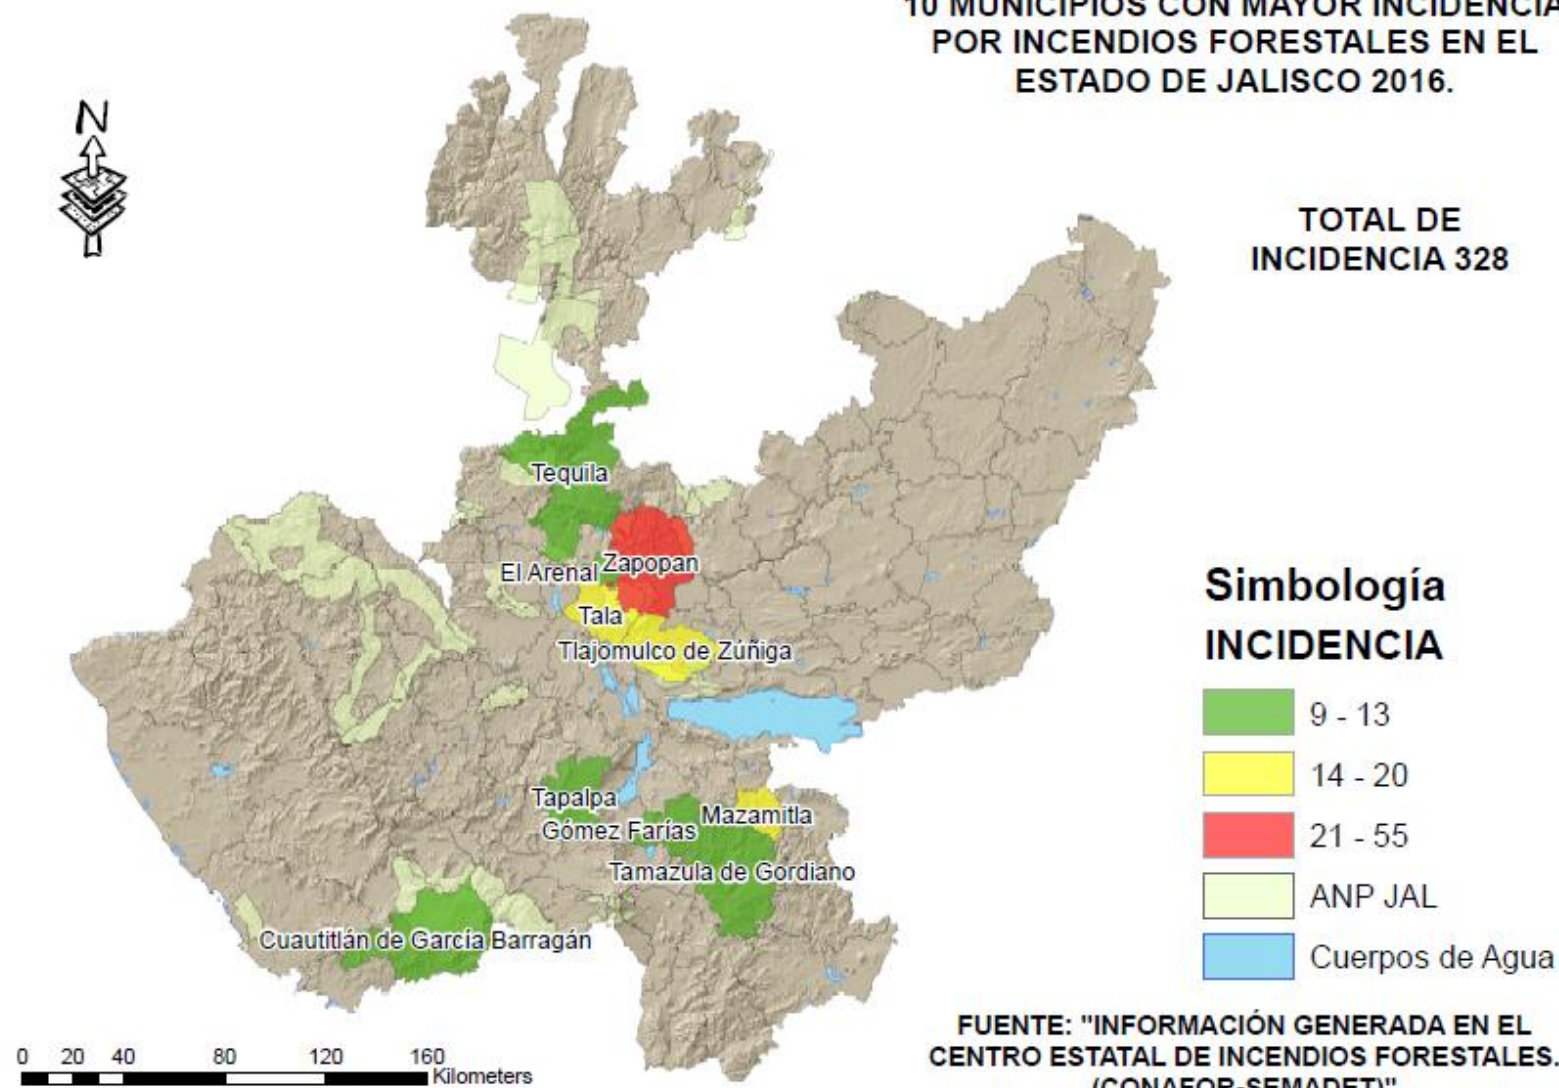 10 MUNICIPIOS CON MAYOR INCIDENCIA
POR INCENDIOS FORESTALES EN EL
ESTADO DE JALISCO 2016.
N
TOTAL DE
INCIDENCIA 328
Tequila
El Arenal
Zapopan
Tala
Tlajomulco de Zúñiga
Tapalpa
Mazamitla
Gómez Farías
Tamazula de Gordiano
Cuautitlán de García Barragán
Simbología
INCIDENCIA
9 - 13
14 - 20
21 - 55
ANP JAL
Cuerpos de Agua
0 20 40 80 120 160
Kilometers
FUENTE: "INFORMACIÓN GENERADA EN EL
CENTRO ESTATAL DE INCENDIOS FORESTALES.
(CONAFOR-SEMADET)"